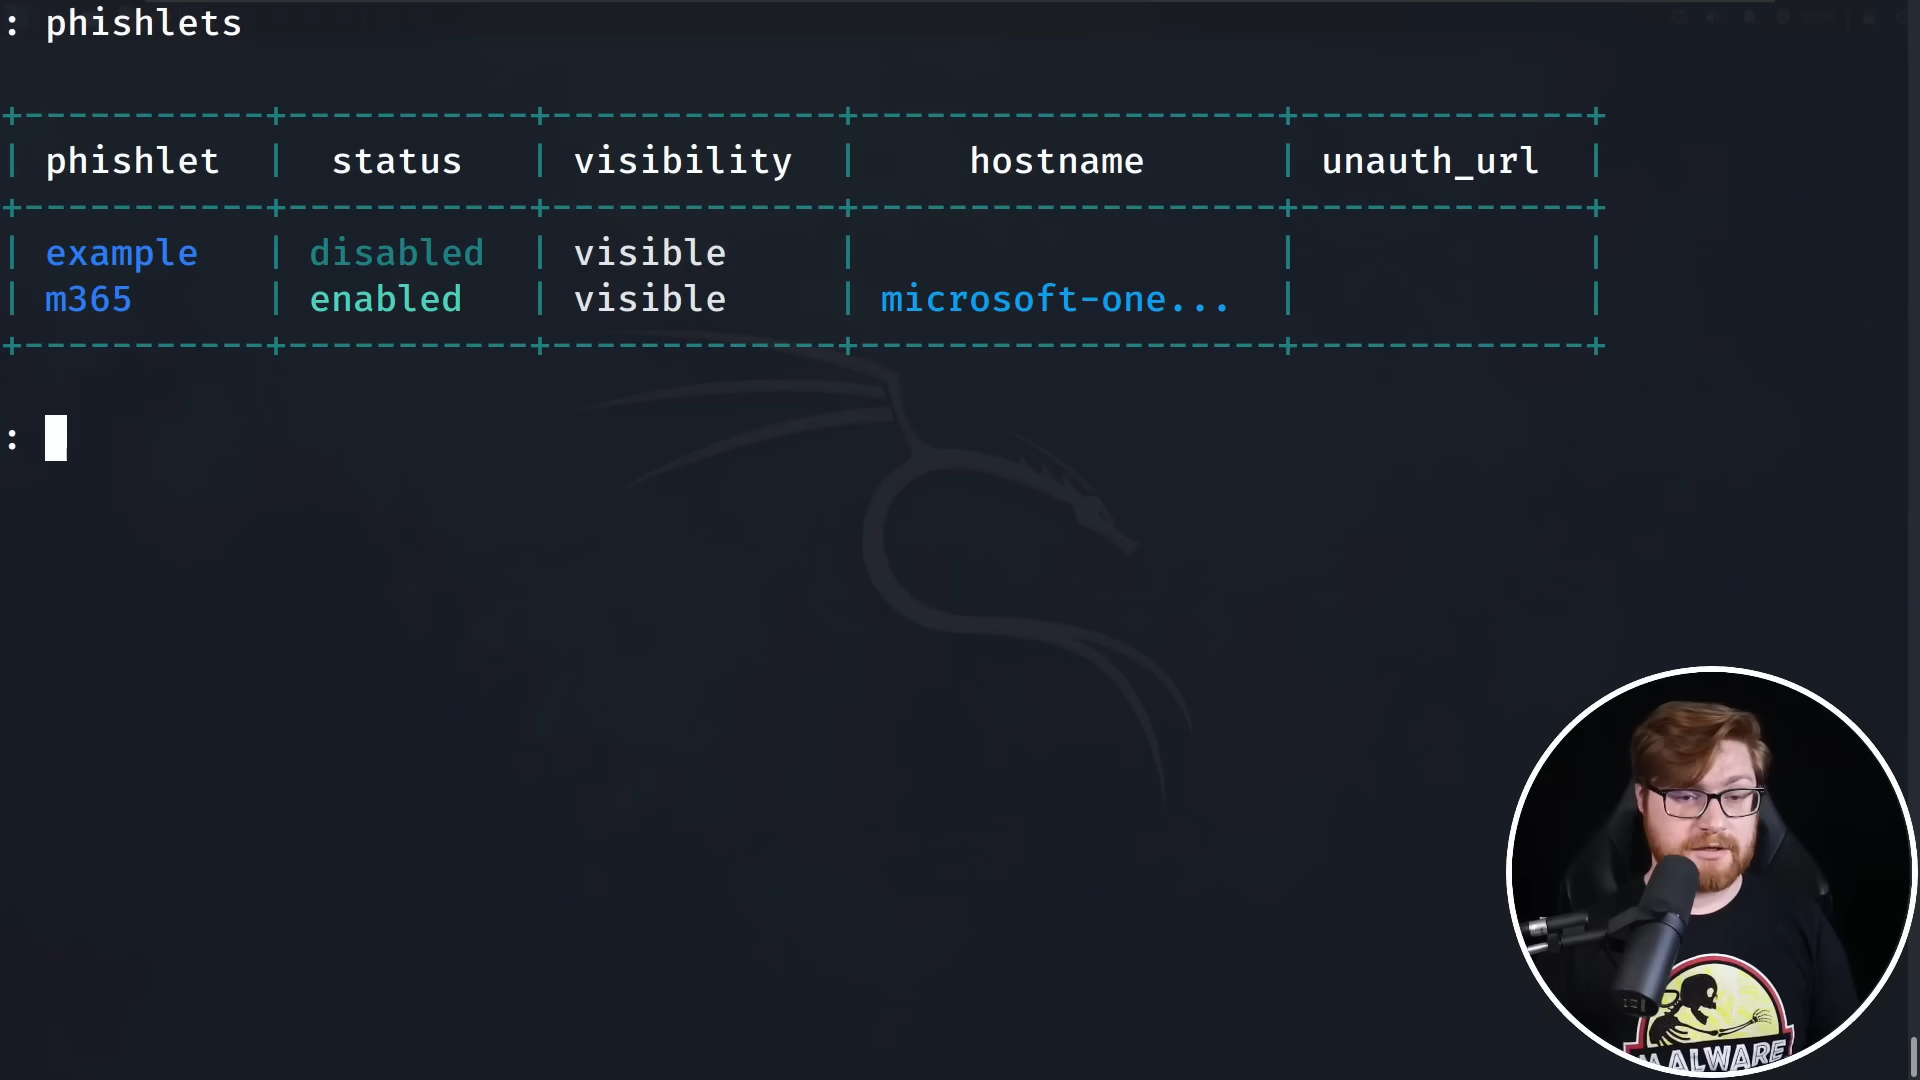 : phishlets
+------------+-----------+-------------+-------------------+-------------+
| phishlet | status | visibility | hostname | unauth_url |
+------------+-----------+-------------+-------------------+-------------+
| example | disabled | visible | | |
| m365 | enabled | visible | microsoft-one... | |
+------------+-----------+-------------+-------------------+-------------+
:
MALWARE